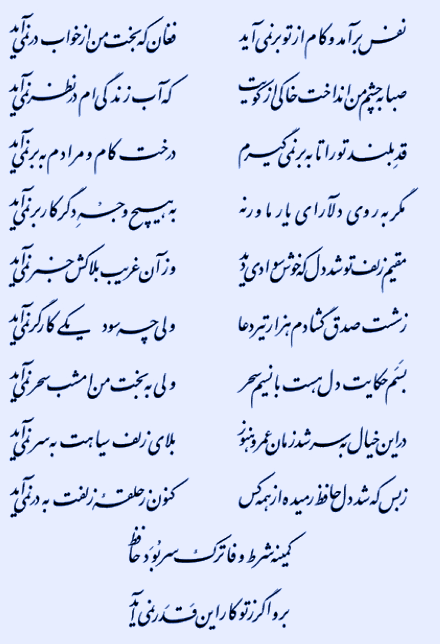 نفس برآمد و کام از تو بر نمی آید فغان که بخت من از خواب در نمی آید
صبا به چشم من انداخت خاکی از کویت که آب زندگی ام در نظر نمی آید
قدِ بلند تو را تا به بر نمی گیرم درخت کام و مرادم به بر نمی آید
مگر به روی دلارای یار ما ورنه به هیچ وجهِ دگر کار بر نمی آید
مقیم زلف تو شد دل که خوش سوادی دید وز آن غریب بلاکش خبر نمی آید
ز شست صدق گشادم هزار تیر دعا ولی چه سود یکی کارگر نمی آید
بسَم حکایت دل هست با نسیم سحر ولی به بخت من امشب سحر نمی آید
در این خیال به سر شد زمان عمر و هنوز بلای زلف سیاهت به سر نمی آید
ز بس که شد دل حافظ رمیده از همه کس کنون ز حلقهٔ زلفت به در نمی آید
کمینه شرط وفا ترک سر بُوَد حافظ
برو اگر ز تو کار این قَدَر نمی آید